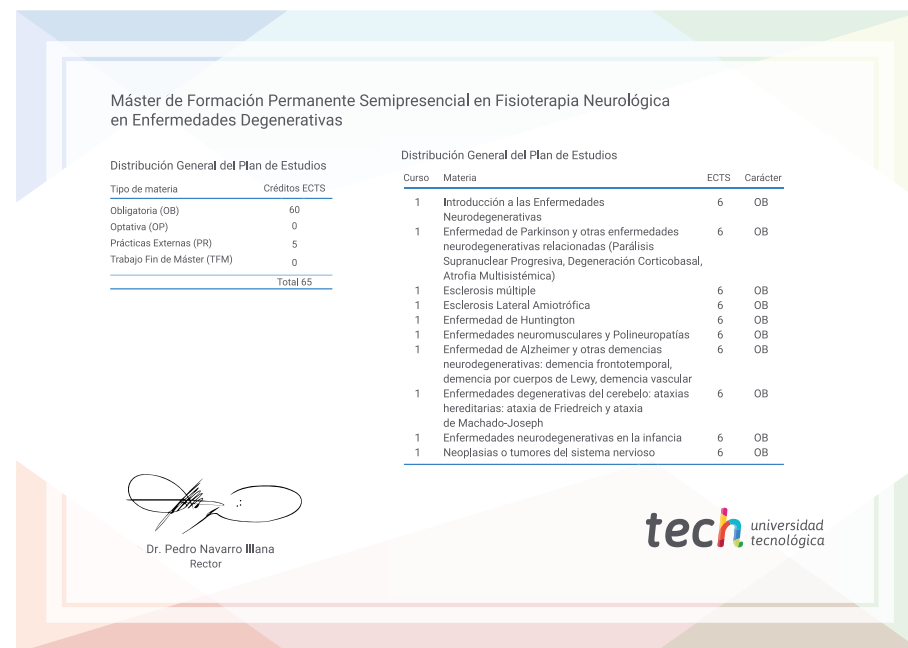 Máster de Formación Permanente Semipresencial en Fisioterapia Neurológica
en Enfermedades Degenerativas
Distribución General del Plan de Estudios
Tipo de materia Créditos ECTS
Obligatoria (OB) 60
Optativa (OP) 0
Prácticas Externas (PR) 5
Trabajo Fin de Máster (TFM) 0
Total 65
Distribución General del Plan de Estudios
Curso Materia ECTS Carácter
1 Introducción a las Enfermedades 6 OB
Neurodegenerativas
1 Enfermedad de Parkinson y otras enfermedades 6 OB
neurodegenerativas relacionadas (Parálisis
Supranuclear Progresiva, Degeneración Corticobasal,
Atrofia Multisistémica)
1 Esclerosis múltiple 6 OB
1 Esclerosis Lateral Amiotrófica 6 OB
1 Enfermedad de Huntington 6 OB
1 Enfermedades neuromusculares y Polineuropatías 6 OB
1 Enfermedad de Alzheimer y otras demencias 6 OB
neurodegenerativas: demencia frontotemporal,
demencia por cuerpos de Lewy, demencia vascular
1 Enfermedades degenerativas del cerebelo: ataxias 6 OB
hereditarias: ataxia de Friedreich y ataxia
de Machado-Joseph
1 Enfermedades neurodegenerativas en la infancia 6 OB
1 Neoplasias o tumores del sistema nervioso 6 OB
Dr. Pedro Navarro Illana
Rector
tech universidad
tecnológica